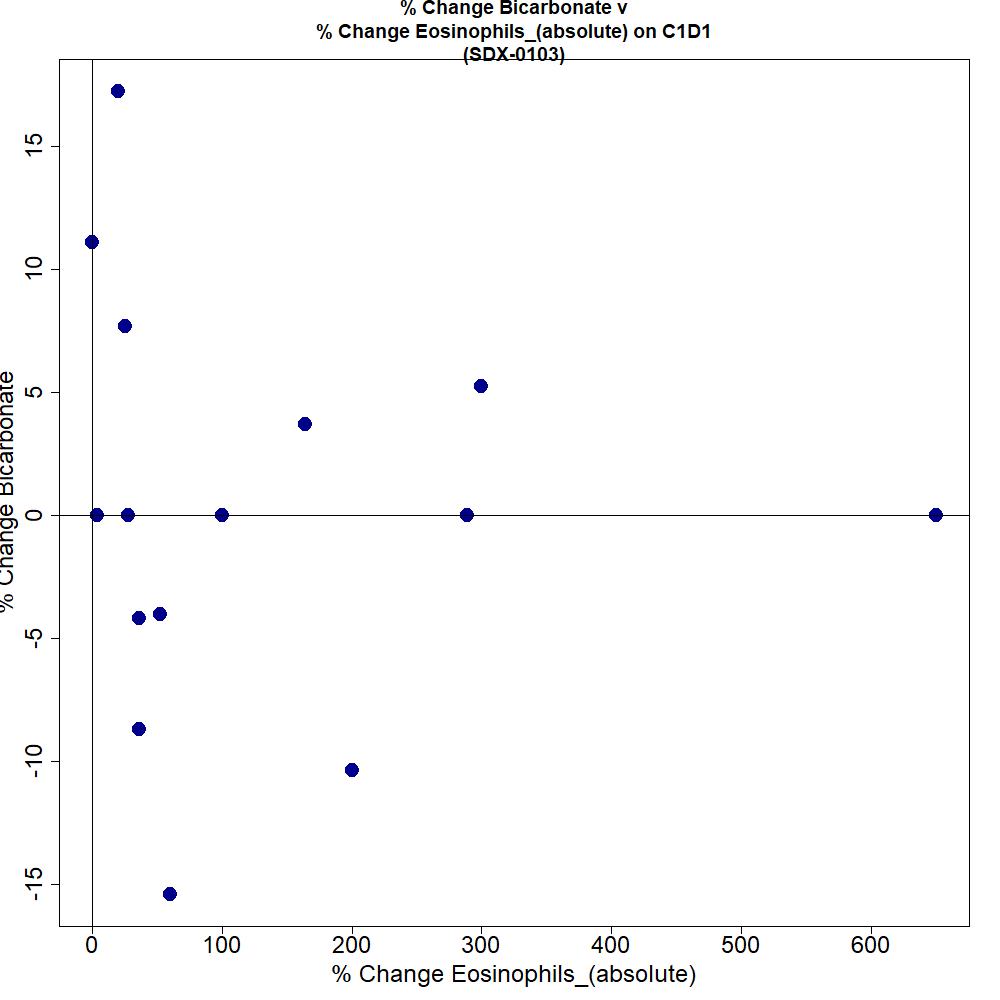 % Change Bicarbonate v
% Change Eosinophils_(absolute) on C1D1
(SDX-0103)
% Change Bicarbonate
15
10
5
0
-5
-10
-15
0 100 200 300 400 500 600
% Change Eosinophils_(absolute)